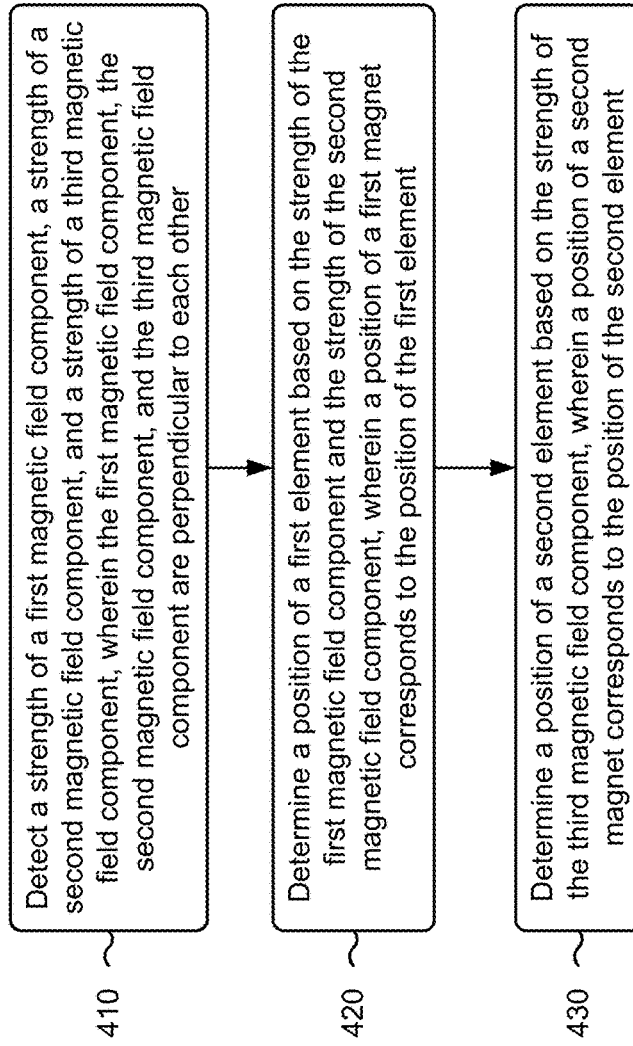 410
Detect a strength of a first magnetic field component, a strength of a
second magnetic field component, and a strength of a third magnetic
field component, wherein the first magnetic field component, the
second magnetic field component, and the third magnetic field
component are perpendicular to each other
420
Determine a position of a first element based on the strength of the
first magnetic field component and the strength of the second
magnetic field component, wherein a position of a first magnet
corresponds to the position of the first element
430
Determine a position of a second element based on the strength of
the third magnetic field component, wherein a position of a second
magnet corresponds to the position of the second element